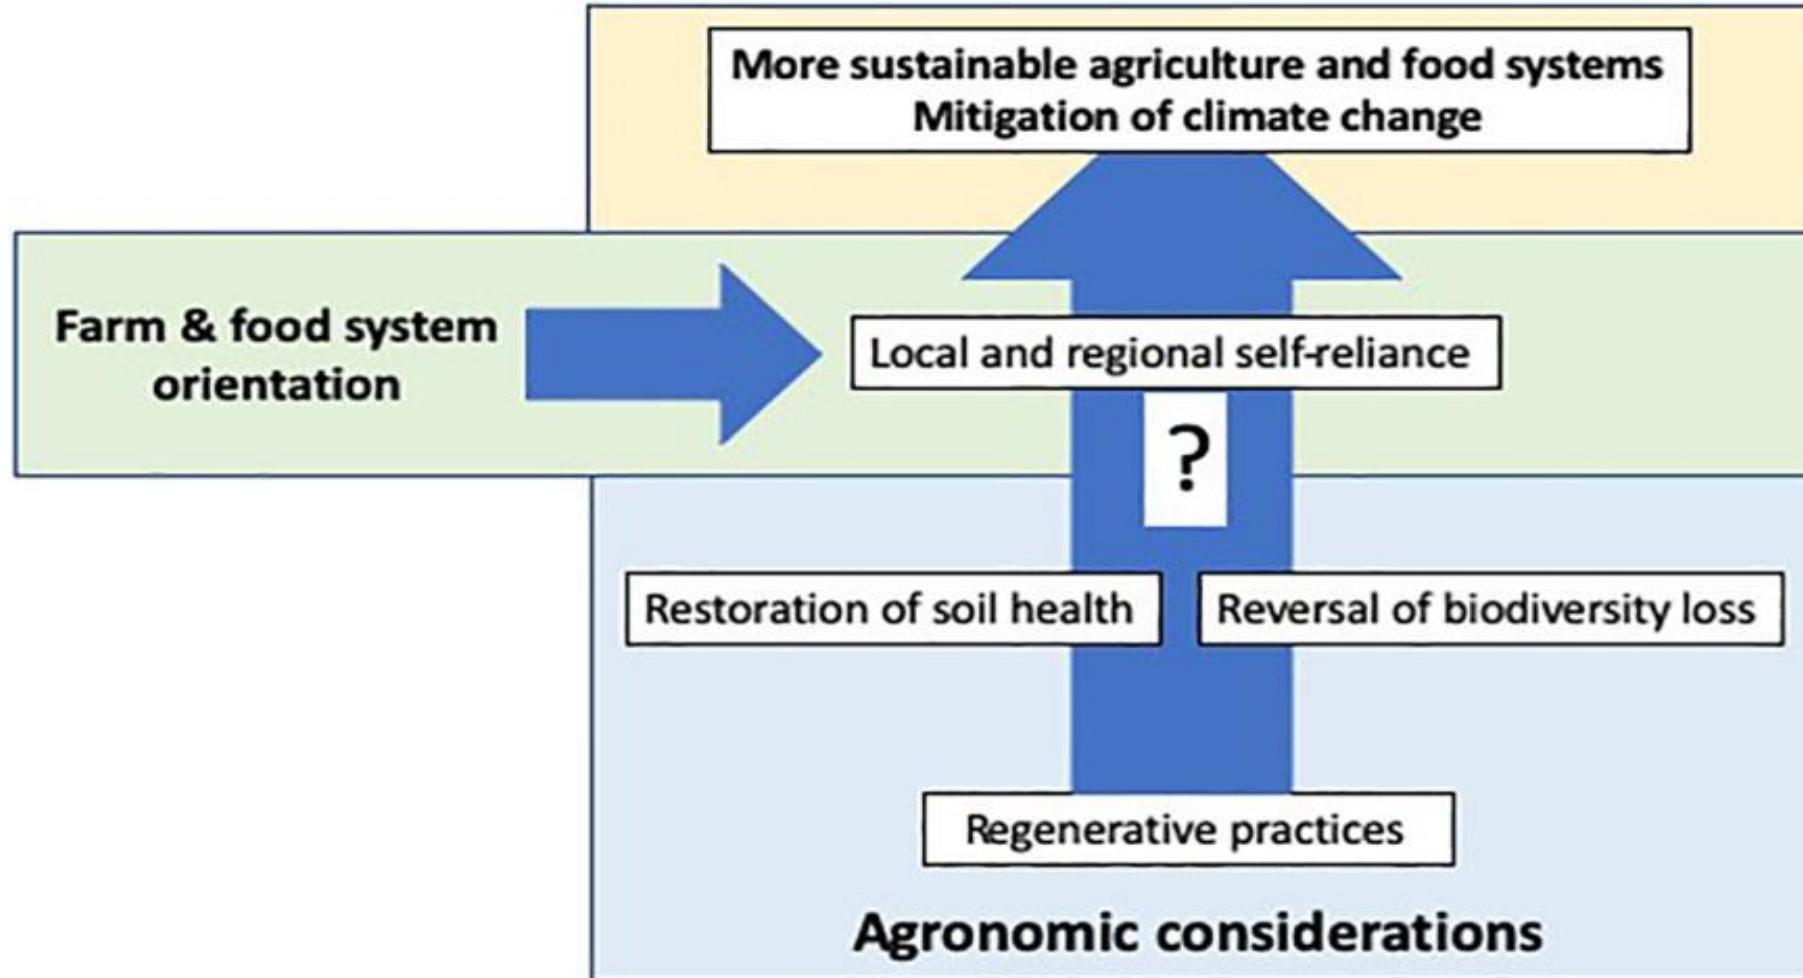 More sustainable agriculture and food systems
Mitigation of climate change
Farm & food system
orientation
Local and regional self-reliance
?
Restoration of soil health
Reversal of biodiversity loss
Regenerative practices
Agronomic considerations